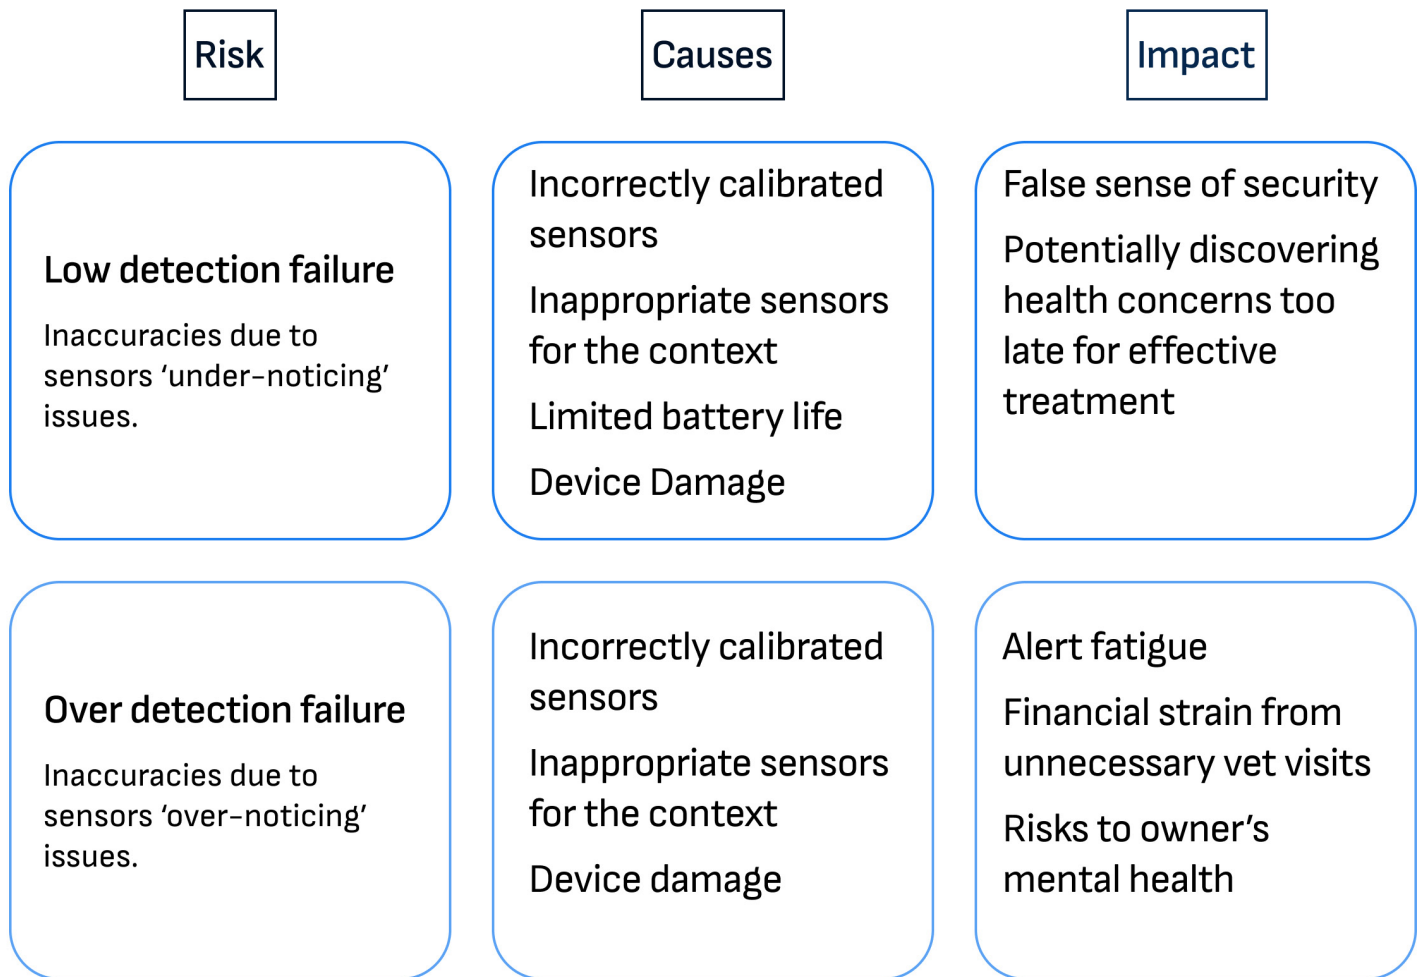 Risk
Causes
Impact
Low detection failure
Inaccuracies due to
sensors ‘under-noticing’
issues.
Incorrectly calibrated
sensors
Inappropriate sensors
for the context
Limited battery life
Device Damage
False sense of security
Potentially discovering
health concerns too
late for effective
treatment
Over detection failure
Inaccuracies due to
sensors ‘over-noticing’
issues.
Incorrectly calibrated
sensors
Inappropriate sensors
for the context
Device damage
Alert fatigue
Financial strain from
unnecessary vet visits
Risks to owner’s
mental health